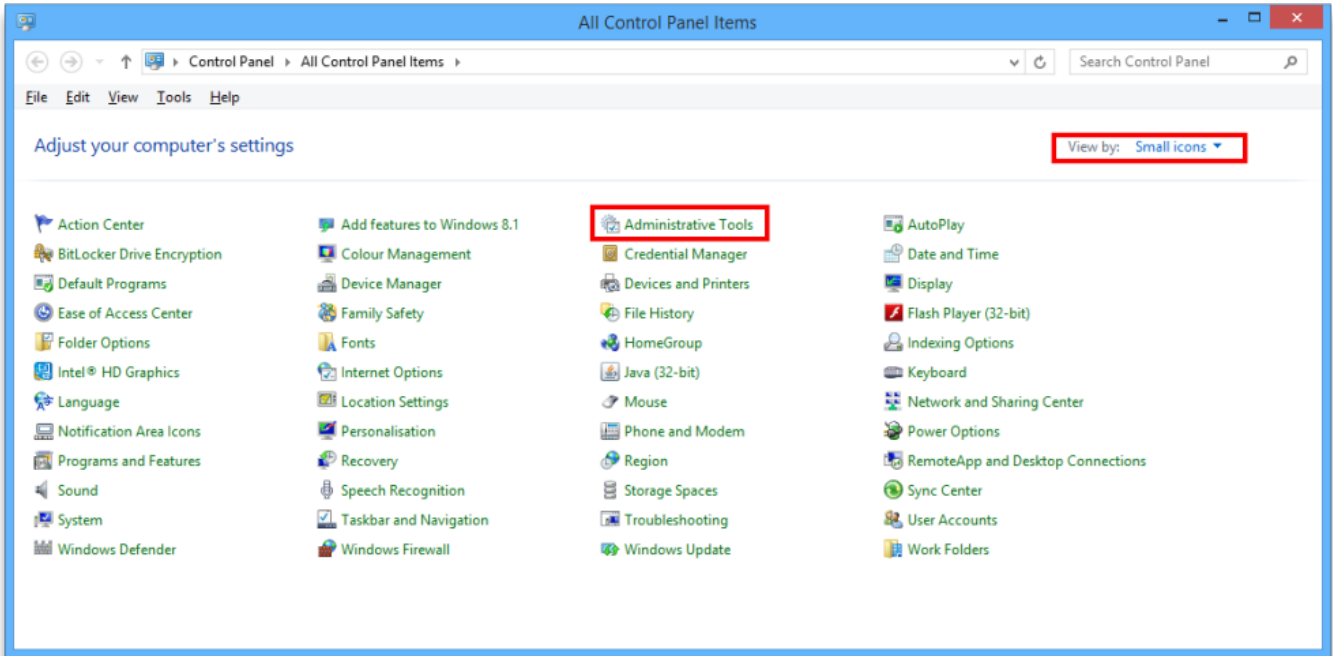 All Control Panel Items
Control Panel All Control Panel Items Search Control Panel
File Edit View Tools Help
Adjust your computer's settings View by: Small icons
Action Center Add features to Windows 8.1 Administrative Tools AutoPlay
BitLocker Drive Encryption Colour Management Credential Manager Date and Time
Default Programs Device Manager Devices and Printers Display
Ease of Access Center Family Safety File History Flash Player (32-bit)
Folder Options Fonts HomeGroup Indexing Options
Intel® HD Graphics Internet Options Java (32-bit) Keyboard
Language Location Settings Mouse Network and Sharing Center
Notification Area Icons Personalisation Phone and Modem Power Options
Programs and Features Recovery Region RemoteApp and Desktop Connections
Sound Speech Recognition Storage Spaces Sync Center
System Taskbar and Navigation Troubleshooting User Accounts
Windows Defender Windows Firewall Windows Update Work Folders